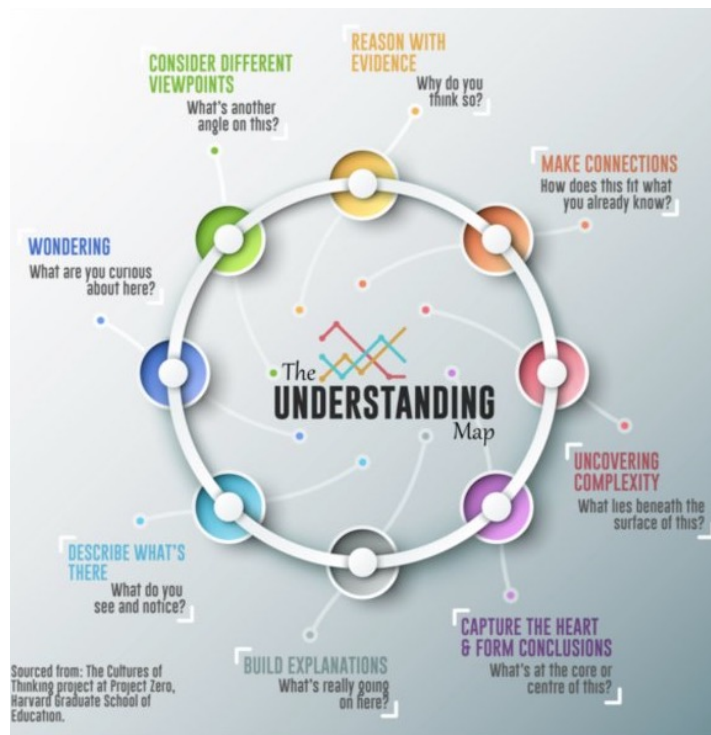 REASON WITH
EVIDENCE
Why do you
think so?
CONSIDER DIFFERENT
VIEWPOINTS
What's another
angle on this?
MAKE CONNECTIONS
How does this fit what
you already know?
WONDERING
What are you curious
about here?
The
UNDERSTANDING
Map
UNCOVERING
COMPLEXITY
What lies beneath the
surface of this?
DESCRIBE WHAT'S
THERE
What do you
see and notice?
CAPTURE THE HEART
& FORM CONCLUSIONS
What's at the core or
centre of this?
BUILD EXPLANATIONS
What's really going
on here?
Sourced from: The Cultures of
Thinking project at Project Zero,
Harvard Graduate School of
Education.